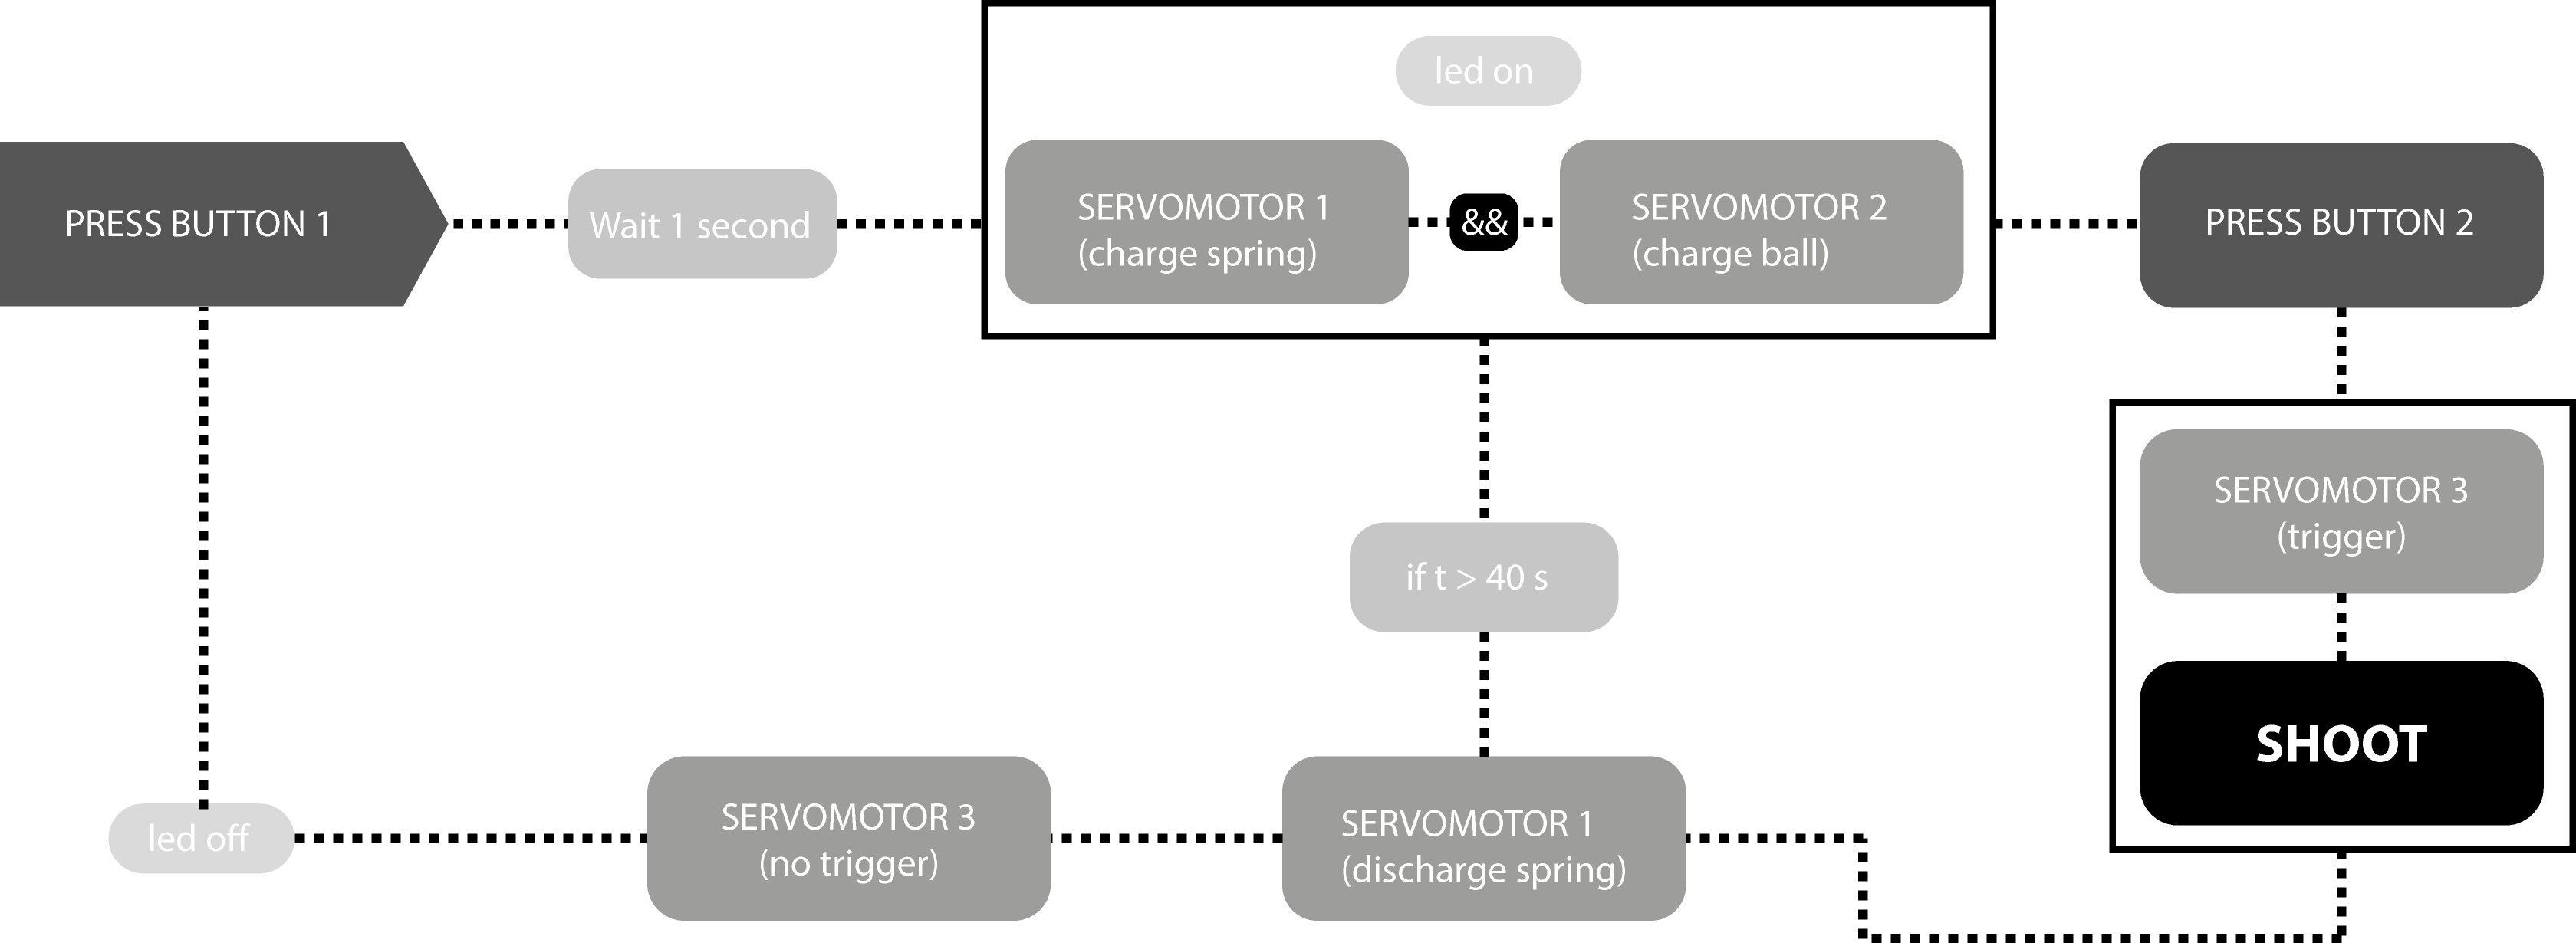 led on
PRESS BUTTON 1
Wait 1 second
SERVOMOTOR 1
(charge spring)
&&
SERVOMOTOR 2
(charge ball)
PRESS BUTTON 2
SERVOMOTOR 3
(trigger)
if t > 40 s
SHOOT
led off
SERVOMOTOR 3
(no trigger)
SERVOMOTOR 1
(discharge spring)